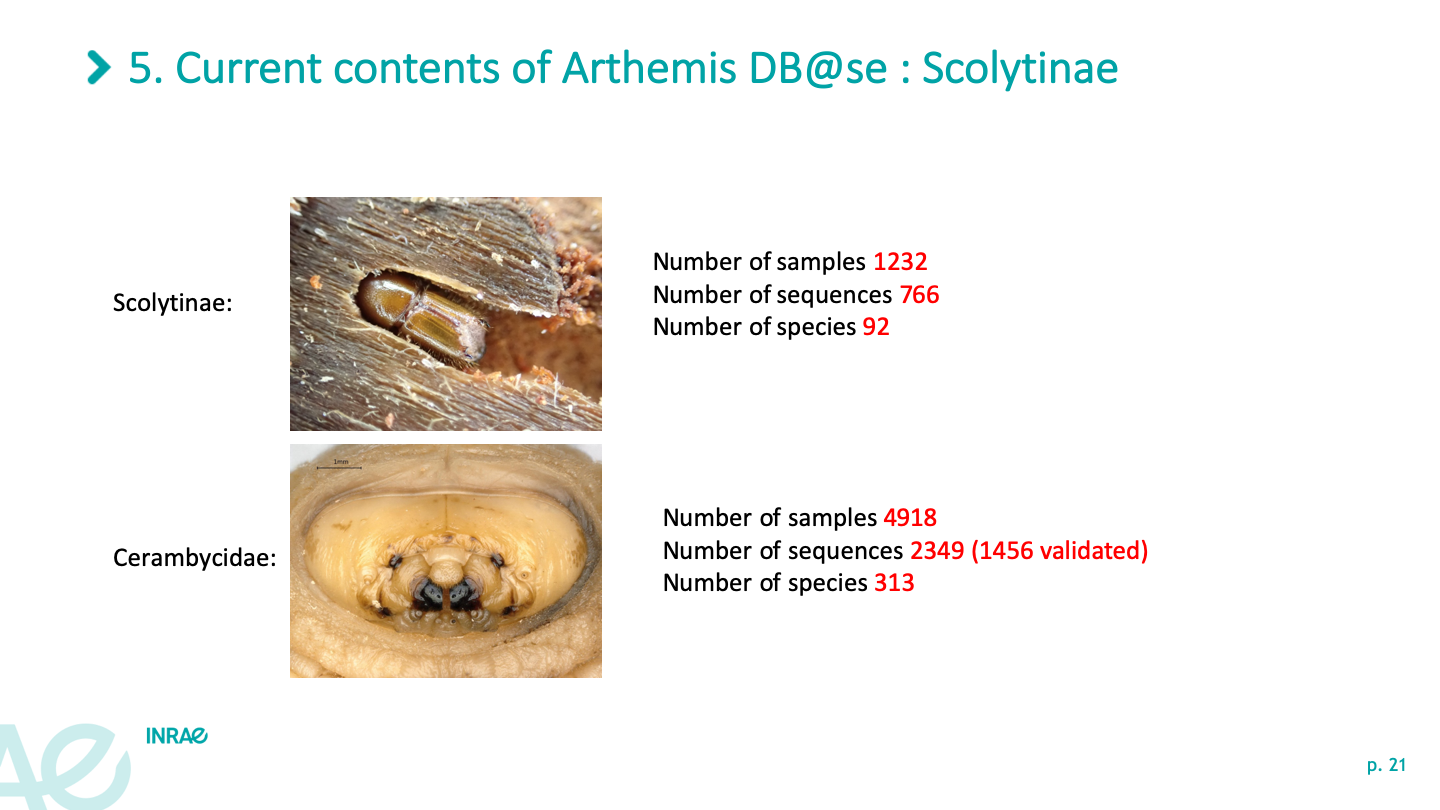 5. Current contents of Arthemis DB@se : Scolytinae
Scolytinae:
Number of samples 1232
Number of sequences 766
Number of species 92
1mm
Cerambycidae:
Number of samples 4918
Number of sequences 2349 (1456 validated)
Number of species 313
INRAE
p. 21